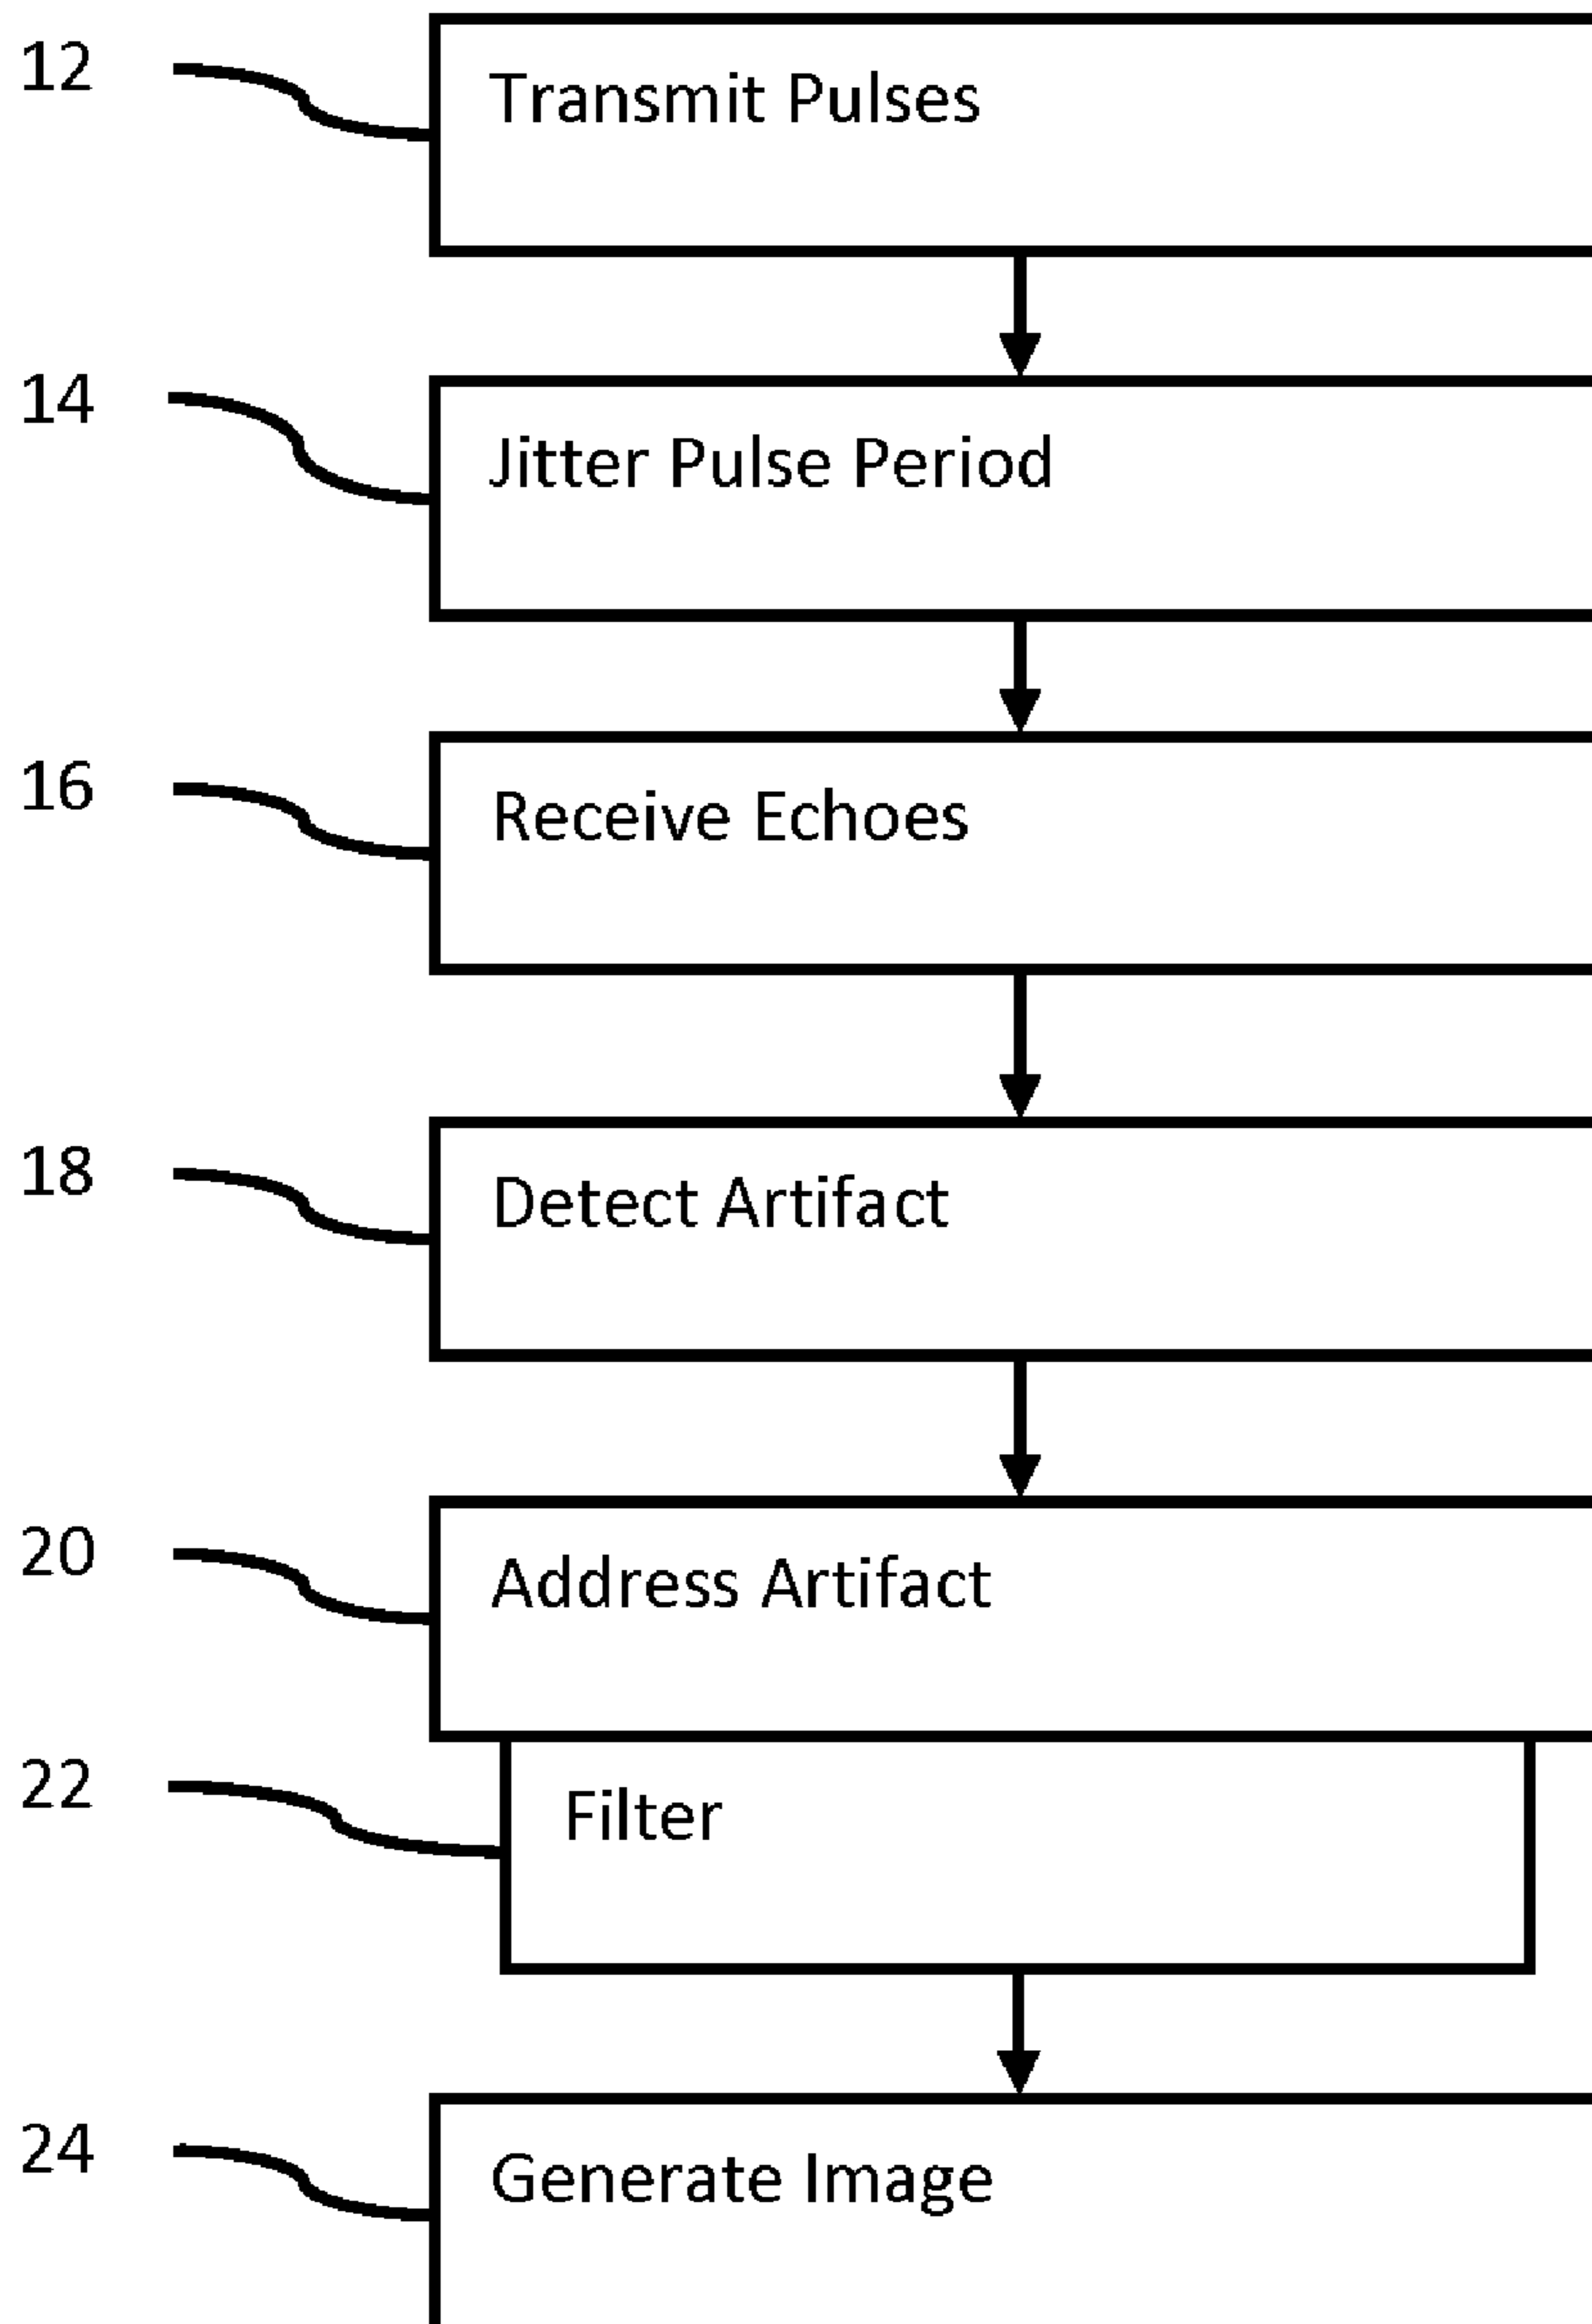 12 Transmit Pulses
14 Jitter Pulse Period
16 Receive Echoes
18 Detect Artifact
20 Address Artifact
22 Filter
24 Generate Image